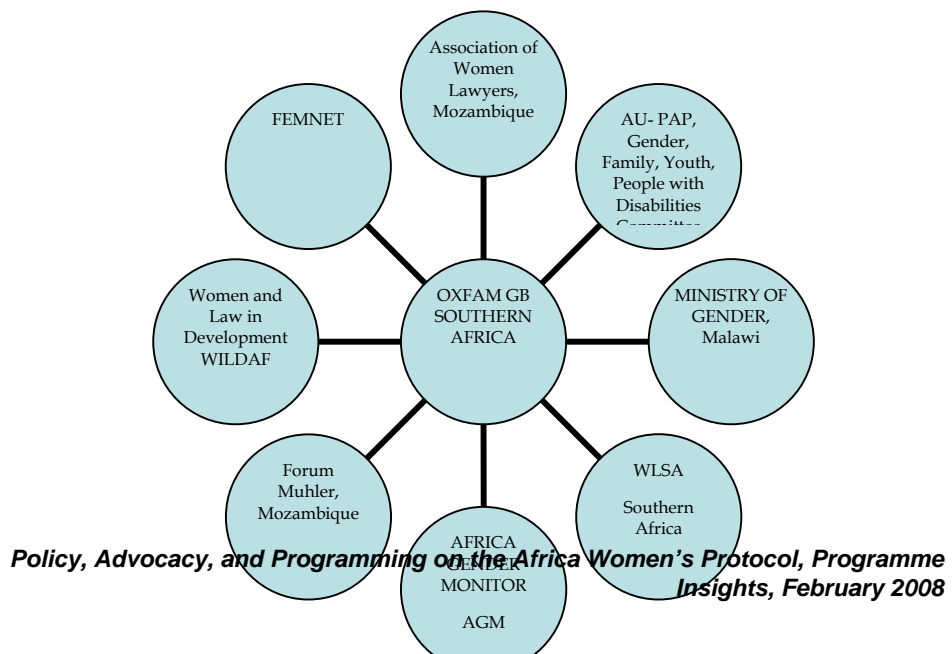 Association of
Women
Lawyers,
Mozambique
FEMNET
AU- PAP,
Gender,
Family, Youth,
People with
Disabilities
Committee
Women and
Law in
Development
WILDAF
OXFAM GB
SOUTHERN
AFRICA
MINISTRY OF
GENDER,
Malawi
Forum
Muhler,
Mozambique
WLSA
Southern
Africa
AFRICA
GENDER
MONITOR
AGM
Policy, Advocacy, and Programming on the Africa Women’s Protocol, Programme
Insights, February 2008